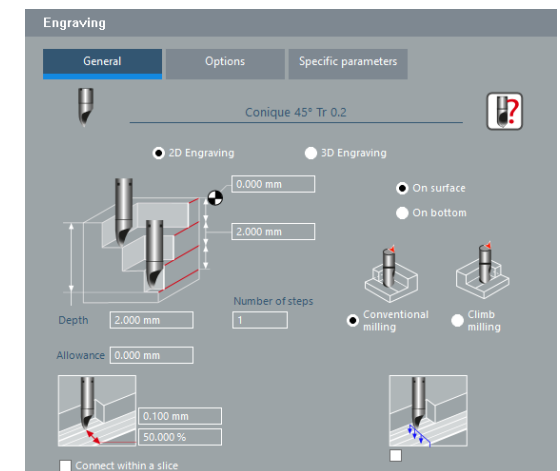 Engraving
General Options Specific parameters
Conique 45° Tr 0.2
?
2D Engraving 3D Engraving
0.000 mm
On surface
On bottom
2.000 mm
Number of steps
Depth 2.000 mm 1
Conventional milling
Climb milling
Allowance 0.000 mm
0.100 mm
50.000 %
Connect within a slice